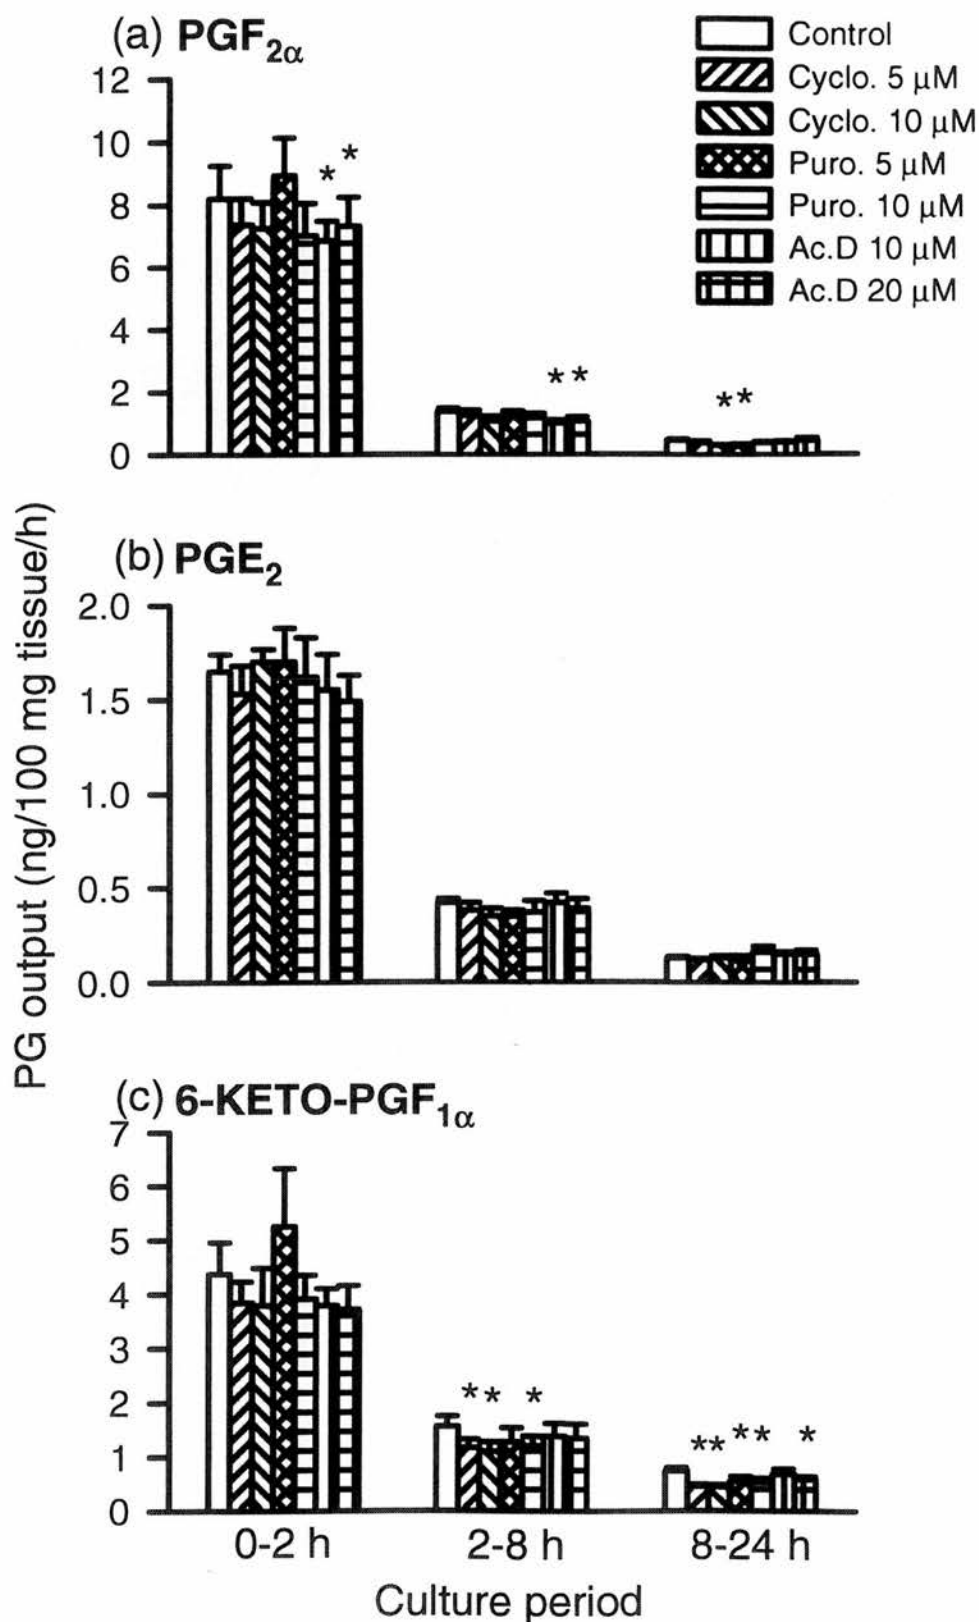 (a) PGF2α
Control
Cyclo. 5 µM
Cyclo. 10 µM
Puro. 5 µM
Puro. 10 µM
Ac.D 10 µM
Ac.D 20 µM
12
10
8
6
4
2
0
* *
* *
**
PG output (ng/100 mg tissue/h)
(b) PGE2
2.0
1.5
1.0
0.5
0.0
(c) 6-KETO-PGF1α
7
6
5
4
3
2
1
0
** *
** ** *
0-2 h 2-8 h 8-24 h
Culture period